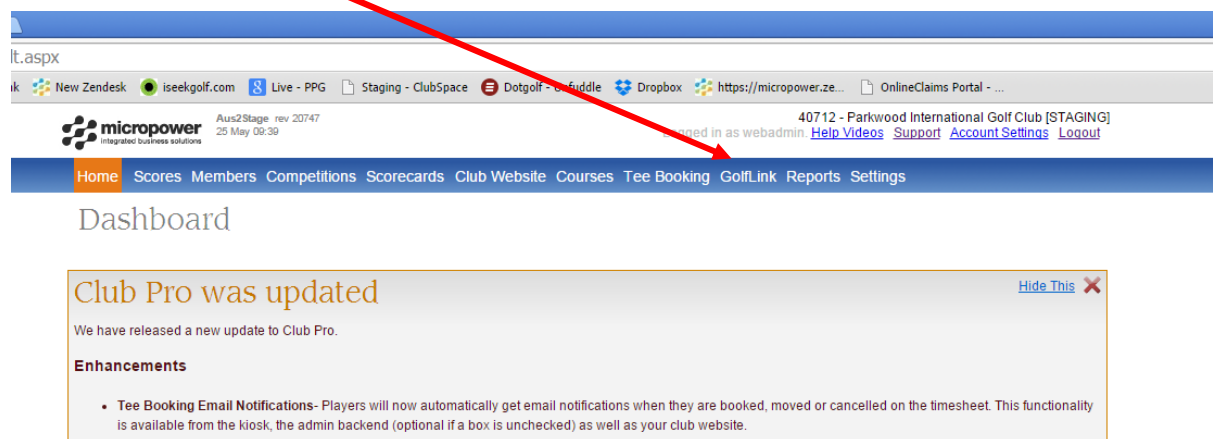 lt.aspx
New Zendesk iseekgolf.com Live - PPG Staging - ClubSpace Dotgolf - Dropbox https://micropower.ze... OnlineClaims Portal - ...
micropower
integrated business solutions
Aus2Stage rev 20747
25 May 09:39
40712 - Parkwood International Golf Club [STAGING]
in as webadmin. Help Videos Support Account Settings Logout
Home Scores Members Competitions Scorecards Club Website Courses Tee Booking GolfLink Reports Settings
Dashboard
Club Pro was updated
Hide This
We have released a new update to Club Pro.
Enhancements
• Tee Booking Email Notifications- Players will now automatically get email notifications when they are booked, moved or cancelled on the timesheet. This functionality
is available from the kiosk, the admin backend (optional if a box is unchecked) as well as your club website.